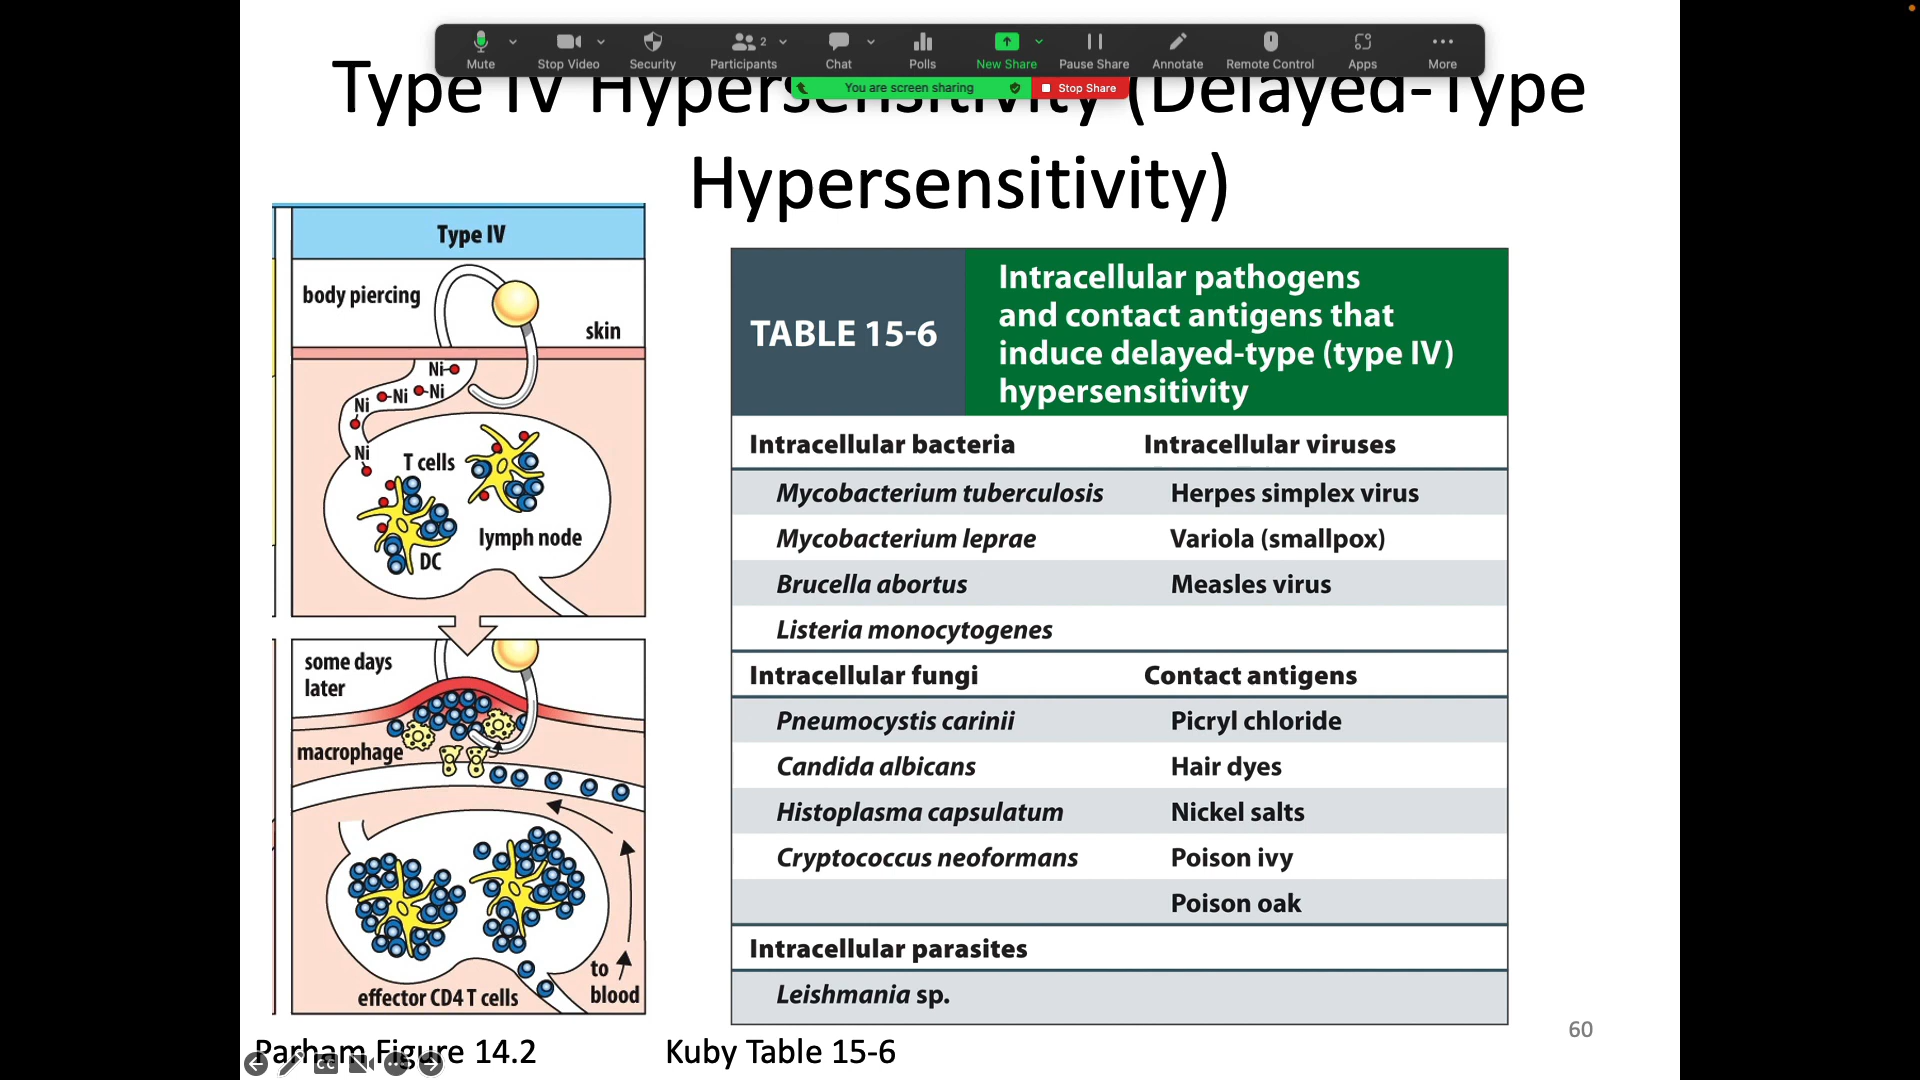 Mute
Stop Video
Security
Participants
2
Chat
Polls
New Share
Pause Share
Annotate
Remote Control
Apps
More
You are screen sharing
Stop Share
Type IV Hypersensitivity (Delayed-Type
Hypersensitivity)
Type IV
body piercing
skin
Ni
Ni
Ni
Ni
Ni
T cells
lymph node
DC
some days
later
macrophage
effector CD4 T cells
to
blood
TABLE 15-6
Intracellular pathogens
and contact antigens that
induce delayed-type (type IV)
hypersensitivity
Intracellular bacteria Intracellular viruses
Mycobacterium tuberculosis Herpes simplex virus
Mycobacterium leprae Variola (smallpox)
Brucella abortus Measles virus
Listeria monocytogenes
Intracellular fungi Contact antigens
Pneumocystis carinii Picryl chloride
Candida albicans Hair dyes
Histoplasma capsulatum Nickel salts
Cryptococcus neoformans Poison ivy
Poison oak
Intracellular parasites
Leishmania sp.
Parham Figure 14.2
Kuby Table 15-6
60
CC